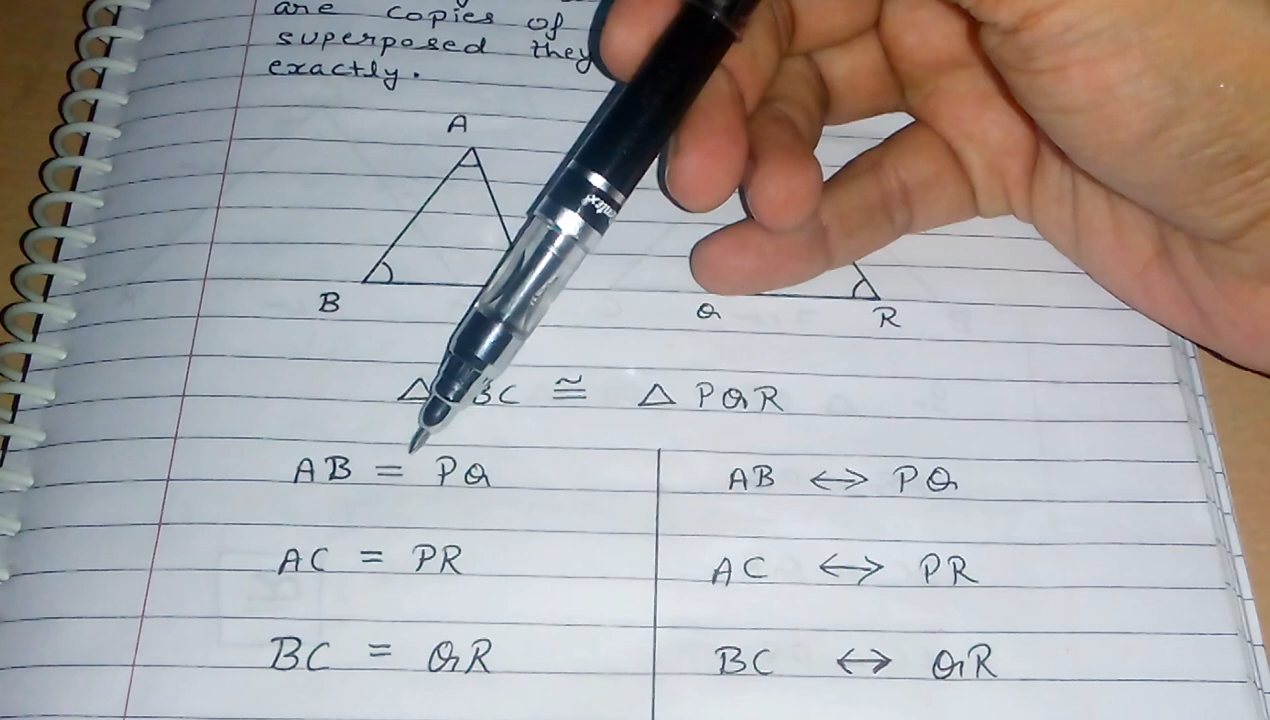 are copies of
superposed they
exactly.
A
B
Q
R
△ BC ≅ △ PQR
AB = PQ
AB ↔ PQ
AC = PR
AC ↔ PR
BC = QR
BC ↔ QR